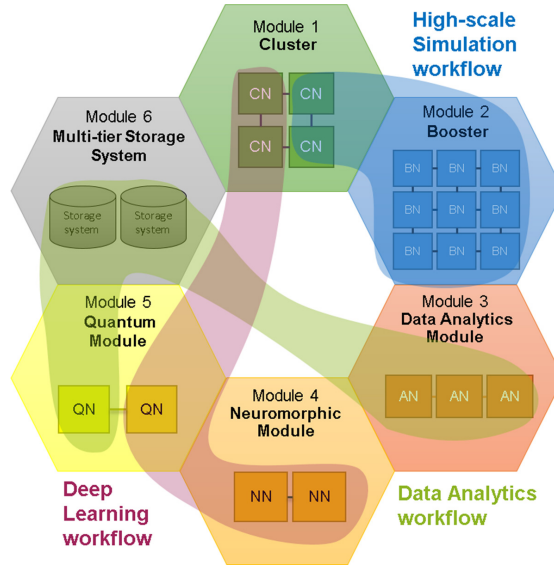 Module 1
Cluster
High-scale
Simulation
workflow
CN CN
CN CN
Module 6
Multi-tier Storage
System
Module 2
Booster
BN BN BN
BN BN BN
BN BN BN
Storage
system
Storage
system
Module 5
Quantum
Module
Module 3
Data Analytics
Module
QN QN
AN AN AN
Module 4
Neuromorphic
Module
NN NN
Deep
Learning
workflow
Data Analytics
workflow